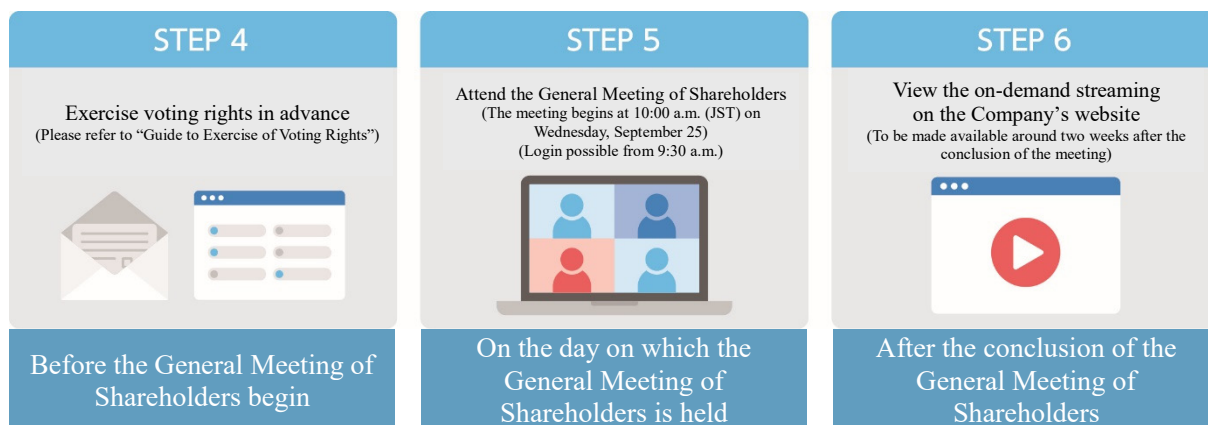 STEP 4
Exercise voting rights in advance
(Please refer to “Guide to Exercise of Voting Rights”)
Before the General Meeting of
Shareholders begin
STEP 5
Attend the General Meeting of Shareholders
(The meeting begins at 10:00 a.m. (JST) on
Wednesday, September 25)
(Login possible from 9:30 a.m.)
On the day on which the
General Meeting of
Shareholders is held
STEP 6
View the on-demand streaming
on the Company’s website
(To be made available around two weeks after the
conclusion of the meeting)
After the conclusion of the
General Meeting of
Shareholders